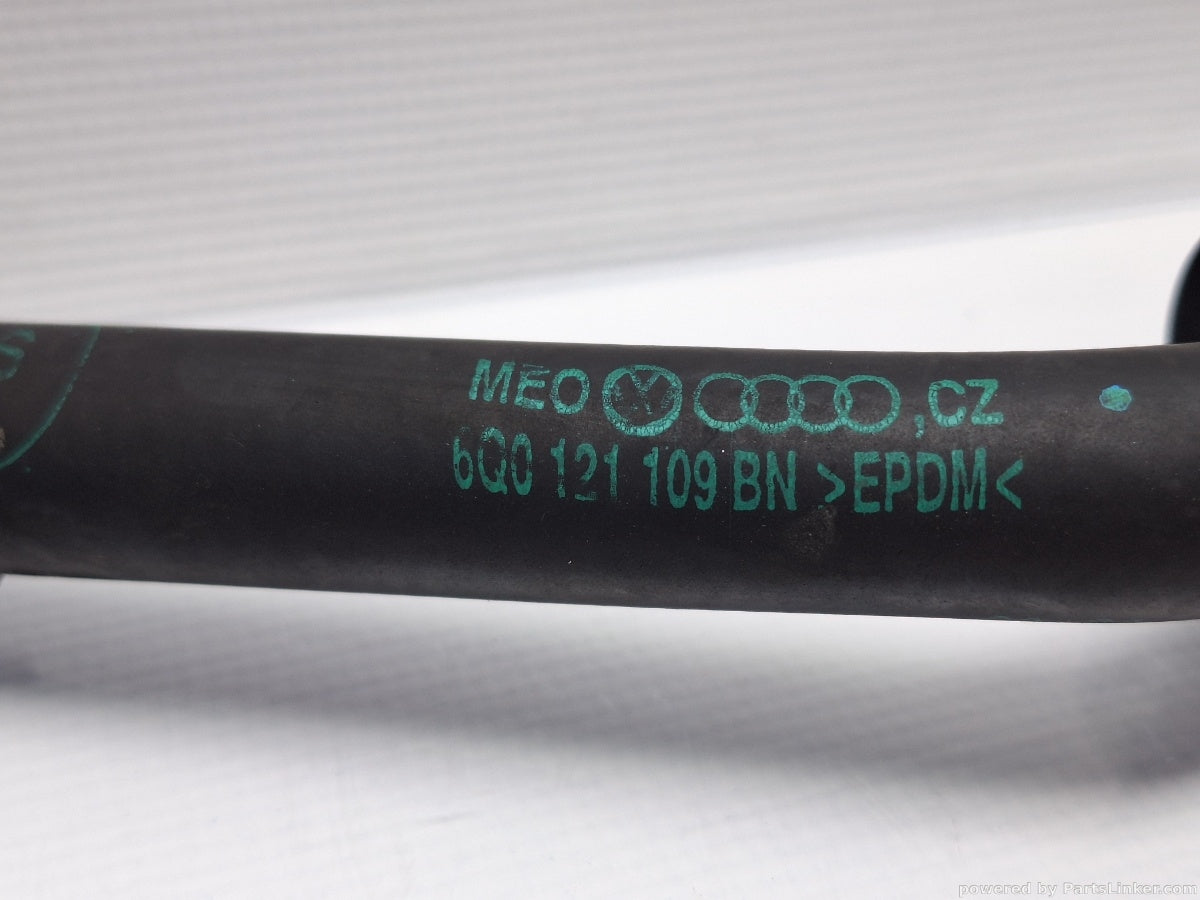 MEO ,CZ
6Q0 121 109 BN >EPDM<
powered by PartsLinker.com